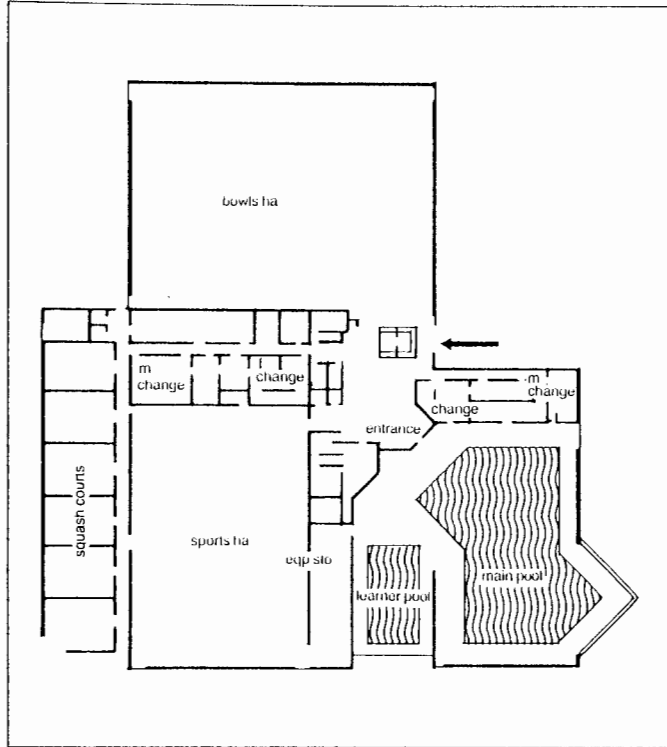 bowls ha
m
change
change
m
change
change
entrance
squash courts
sports ha
eqp sto
main pool
learner pool